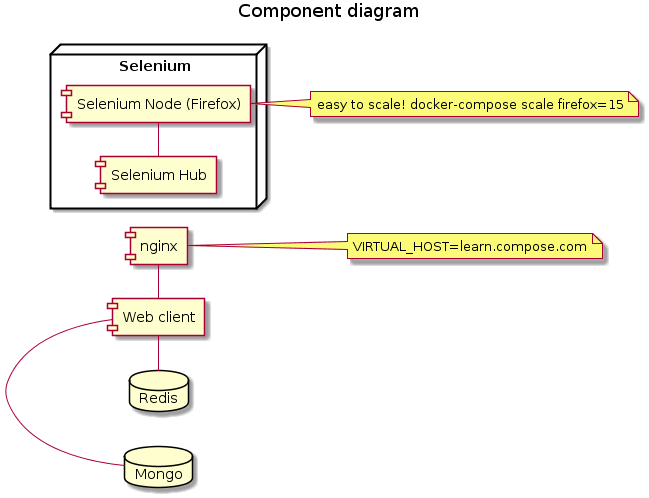 Component diagram
Selenium
Selenium Node (Firefox)
easy to scale! docker-compose scale firefox=15
Selenium Hub
nginx
VIRTUAL_HOST=learn.compose.com
Web client
Redis
Mongo